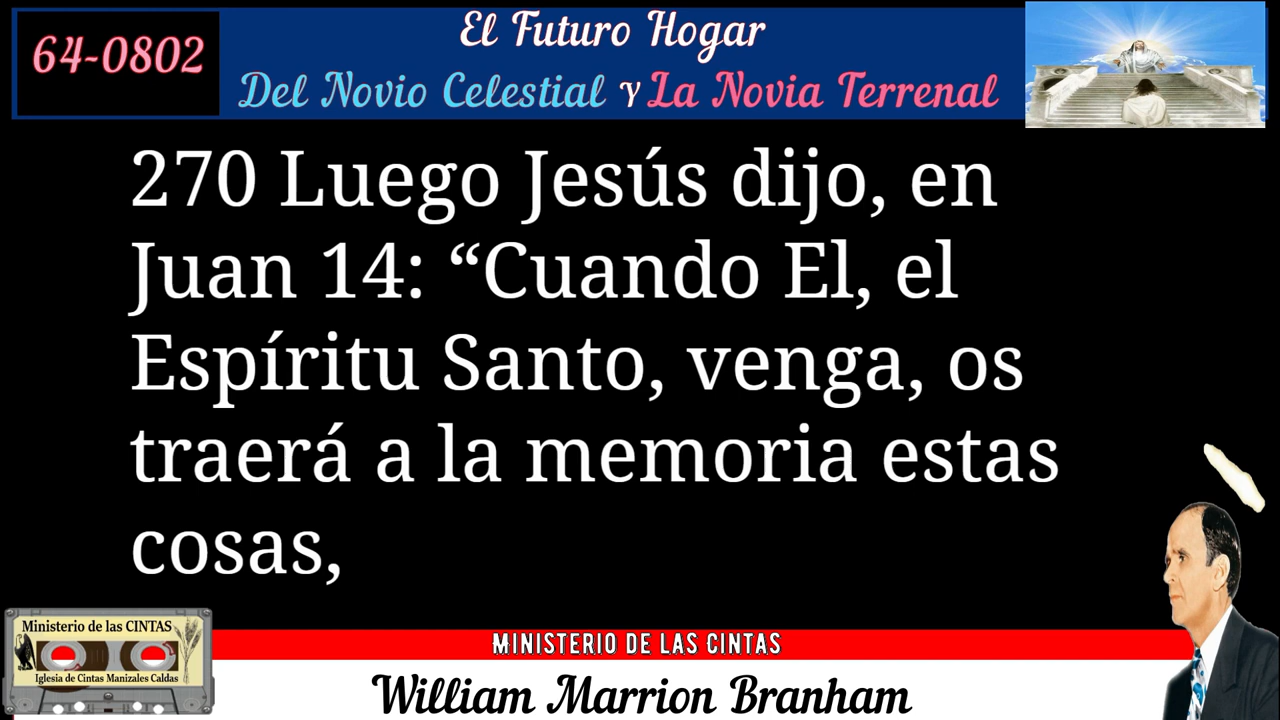 64-0802
El Futuro Hogar
Del Novio Celestial Y La Novia Terrenal
270 Luego Jesús dijo, en
Juan 14: “Cuando El, el
Espíritu Santo, venga, os
traerá a la memoria estas
cosas,
Ministerio de las CINTAS
Iglesia de Cintas Manizales Caldas
MINISTERIO DE LAS CINTAS
William Marrion Branham